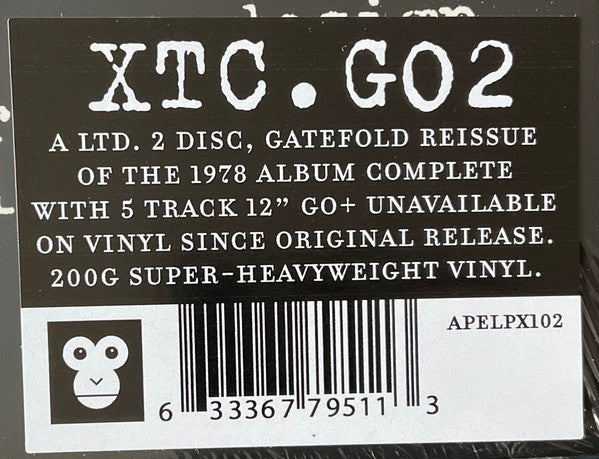 XTC.GO2
A LTD. 2 DISC, GATEFOLD REISSUE
OF THE 1978 ALBUM COMPLETE
WITH 5 TRACK 12" GO+ UNAVAILABLE
ON VINYL SINCE ORIGINAL RELEASE.
200G SUPER-HEAVYWEIGHT VINYL.
APELPX102
6 33367 79511 3